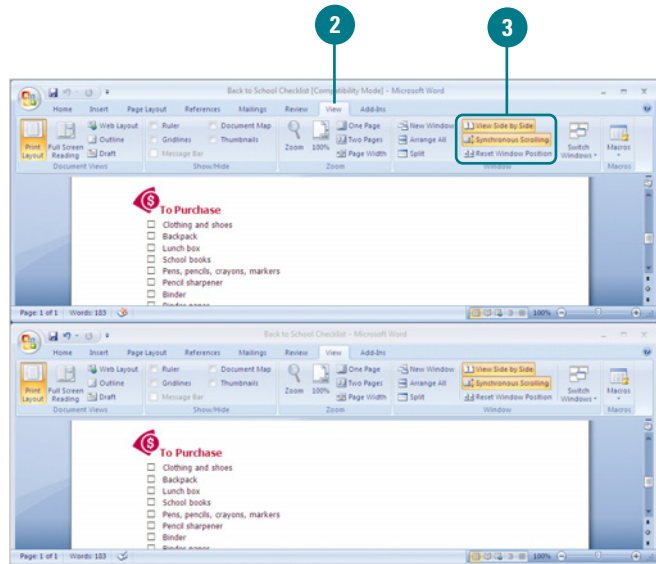 2 3
Back to School Checklist [Compatibility Mode] - Microsoft Word
Home Insert Page Layout References Mailings Review View Add-Ins
Print Layout Full Screen Reading Web Layout Outline Draft
Ruler Gridlines Message Bar Document Map Thumbnails
Zoom 100% One Page Two Pages Page Width
New Window Arrange All Split
View Side by Side Synchronous Scrolling Reset Window Position
Switch Windows Macros
Document Views Show/Hide Zoom Window Macros
$
To Purchase
Clothing and shoes
Backpack
Lunch box
School books
Pens, pencils, crayons, markers
Pencil sharpener
Binder
Binder paper
Page: 1 of 1 Words: 133 100%
Back to School Checklist - Microsoft Word
Home Insert Page Layout References Mailings Review View Add-Ins
Print Layout Full Screen Reading Web Layout Outline Draft
Ruler Gridlines Message Bar Document Map Thumbnails
Zoom 100% One Page Two Pages Page Width
New Window Arrange All Split
View Side by Side Synchronous Scrolling Reset Window Position
Switch Windows Macros
Document Views Show/Hide Zoom Window Macros
$
To Purchase
Clothing and shoes
Backpack
Lunch box
School books
Pens, pencils, crayons, markers
Pencil sharpener
Binder
Binder paper
Page: 1 of 1 Words: 133 100%